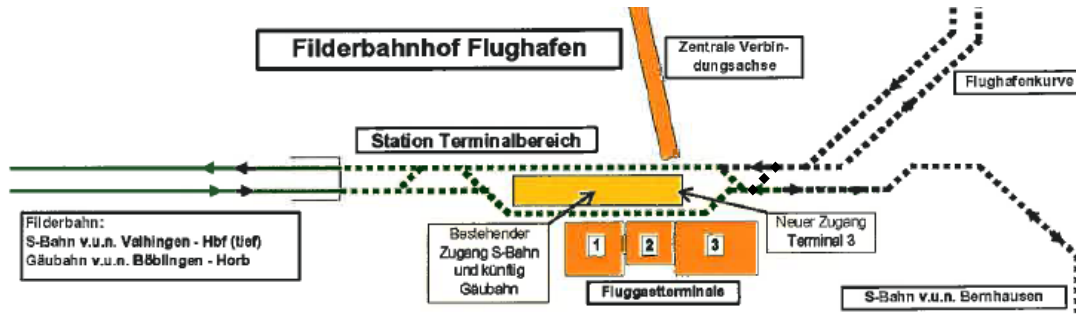 Filderbahnhof Flughafen
Zentrale Verbin-
dungsachse
Flughafenkurve
Station Terminalbereich
Filderbahn:
S-Bahn v.u.n. Vaihingen - Hbf (tief)
Gäubahn v.u.n. Böblingen - Horb
Bestehender
Zugang S-Bahn
und künftig
Gäubahn
1
2
3
Neuer Zugang
Terminal 3
Fluggastterminals
S-Bahn v.u.n. Bernhausen